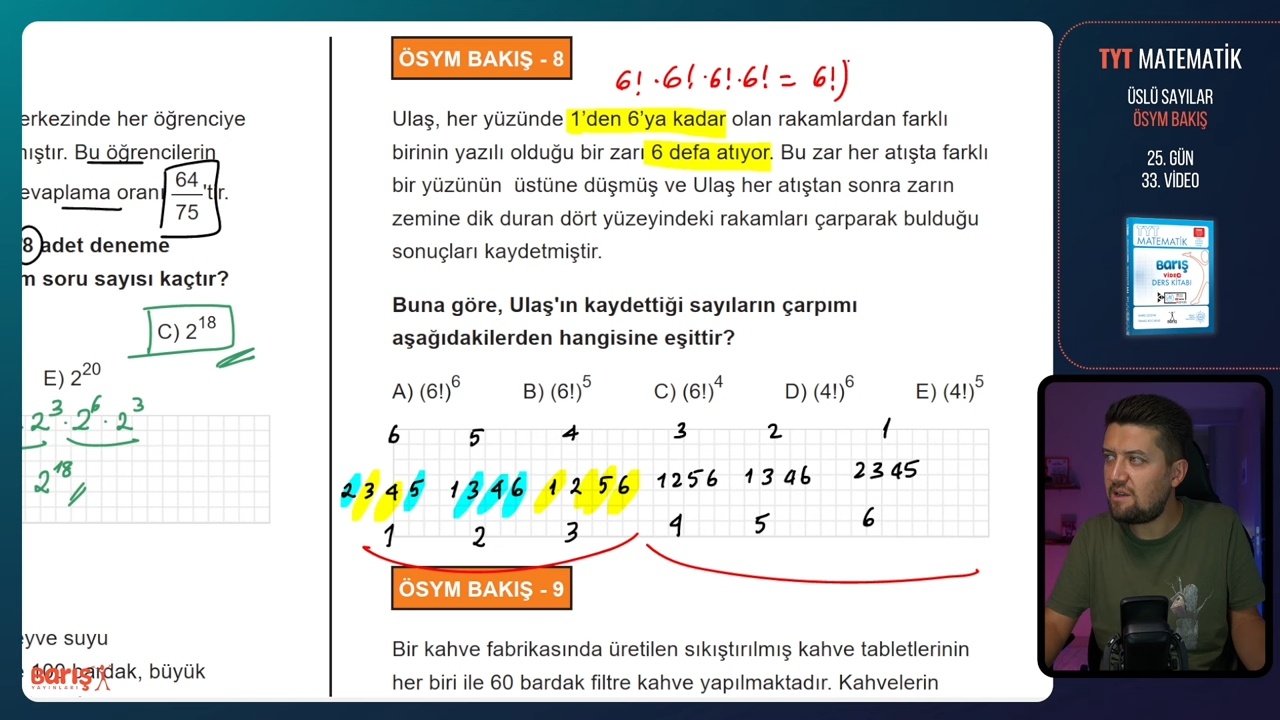 erkezinde her öğrenciye
mıştır. Bu öğrencilerin
evaplama oranı 64/75'tir.
8 adet deneme
m soru sayısı kaçtır?
C) 2^18
E) 2^20
2^3 · 2^6 · 2^3
2^18
eyve suyu
100 bardak, büyük
Barış
YAYINLARI
ÖSYM BAKIŞ - 8
6! · 6! · 6! · 6! = 6!)
Ulaş, her yüzünde 1'den 6'ya kadar olan rakamlardan farklı
birinin yazılı olduğu bir zarı 6 defa atıyor. Bu zar her atışta farklı
bir yüzünün üstüne düşmüş ve Ulaş her atıştan sonra zarın
zemine dik duran dört yüzeyindeki rakamları çarparak bulduğu
sonuçları kaydetmiştir.
Buna göre, Ulaş'ın kaydettiği sayıların çarpımı
aşağıdakilerden hangisine eşittir?
A) (6!)^6 B) (6!)^5 C) (6!)^4 D) (4!)^6 E) (4!)^5
6 5 4 3 2 1
2345 1346 1256 1256 1346 2345
1 2 3 4 5 6
ÖSYM BAKIŞ - 9
Bir kahve fabrikasında üretilen sıkıştırılmış kahve tabletlerinin
her biri ile 60 bardak filtre kahve yapılmaktadır. Kahvelerin
TYT MATEMATİK
ÜSLÜ SAYILAR
ÖSYM BAKIŞ
25. GÜN
33. VİDEO
TYT
MATEMATİK
Barış
VİDEO
DERS KİTABI